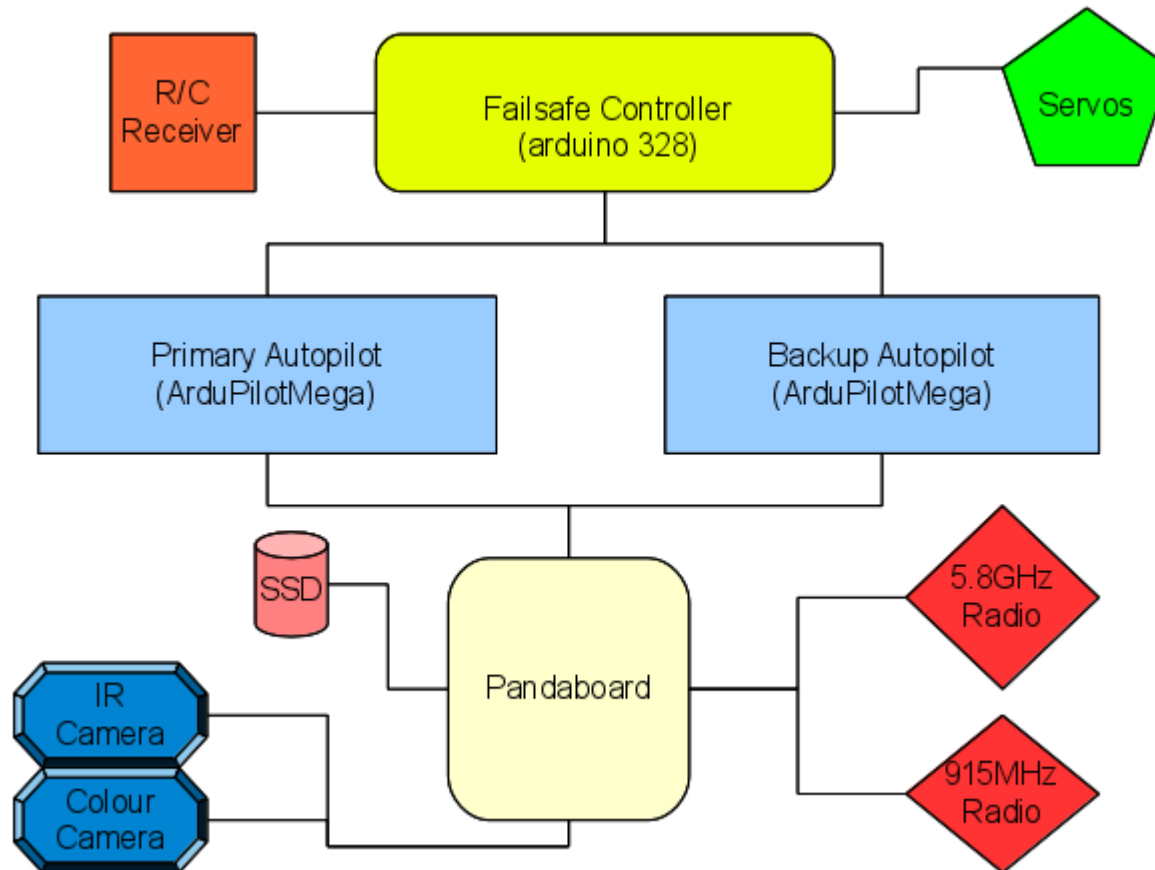 R/C
Receiver
Failsafe Controller
(arduino 328)
Servos
Primary Autopilot
(ArduPilotMega)
Backup Autopilot
(ArduPilotMega)
SSD
5.8GHz
Radio
Pandaboard
IR
Camera
Colour
Camera
915MHz
Radio